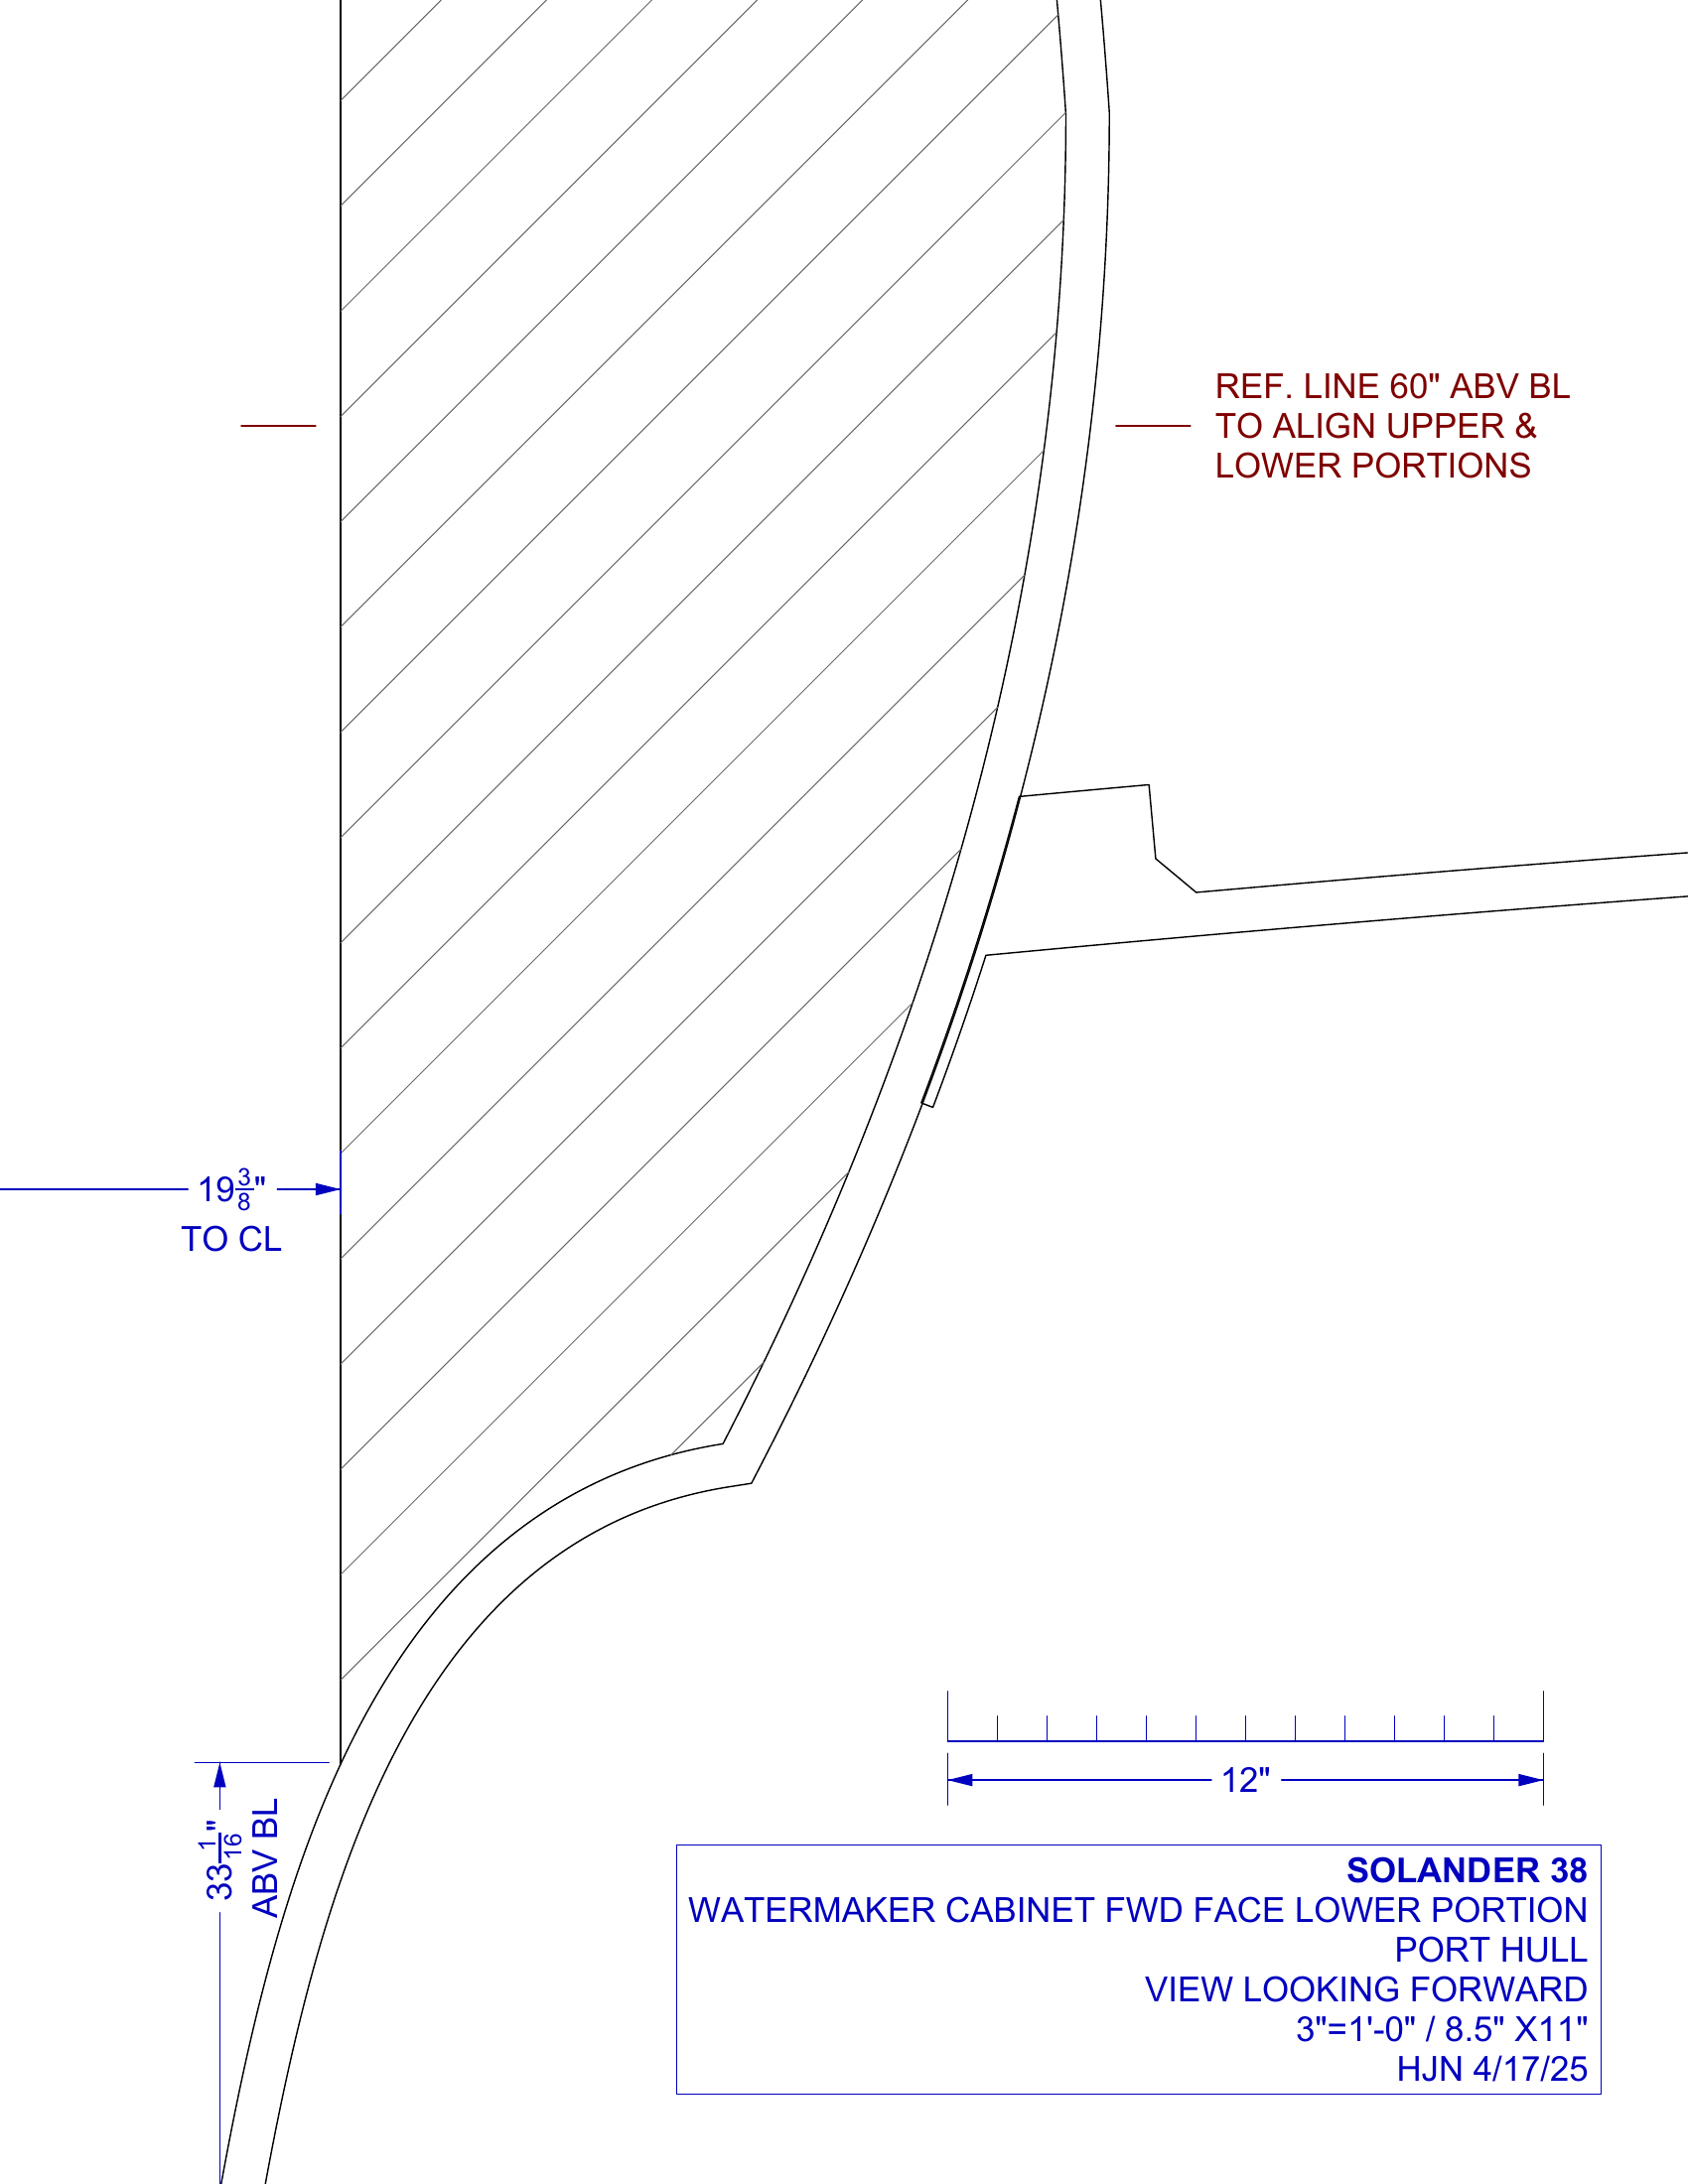 REF. LINE 60" ABV BL
TO ALIGN UPPER &
LOWER PORTIONS
19 3/8"
TO CL
33 1/16"
ABV BL
12"
SOLANDER 38
WATERMAKER CABINET FWD FACE LOWER PORTION
PORT HULL
VIEW LOOKING FORWARD
3"=1'-0" / 8.5" X11"
HJN 4/17/25